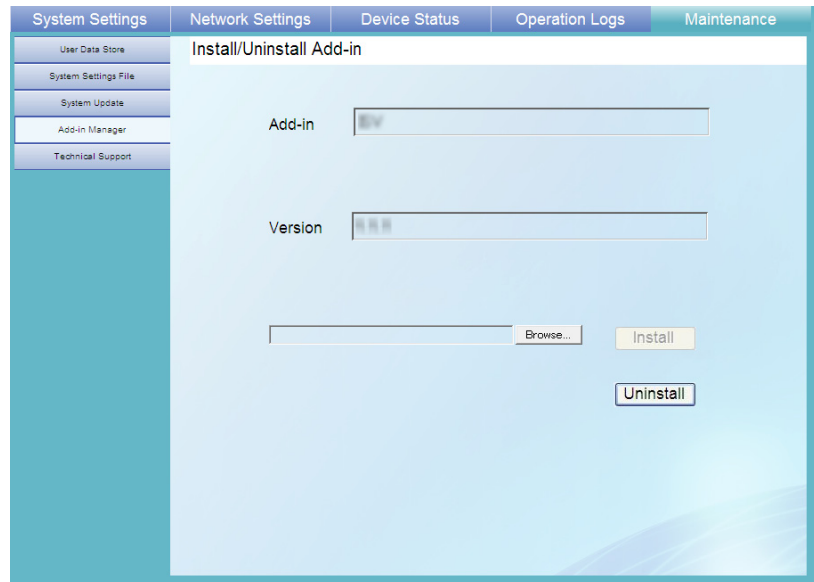 System Settings Network Settings Device Status Operation Logs Maintenance
User Data Store
Install/Uninstall Add-in
System Settings File
System Update
Add-in Manager
Technical Support
Add-in
Version
Browse... Install
Uninstall